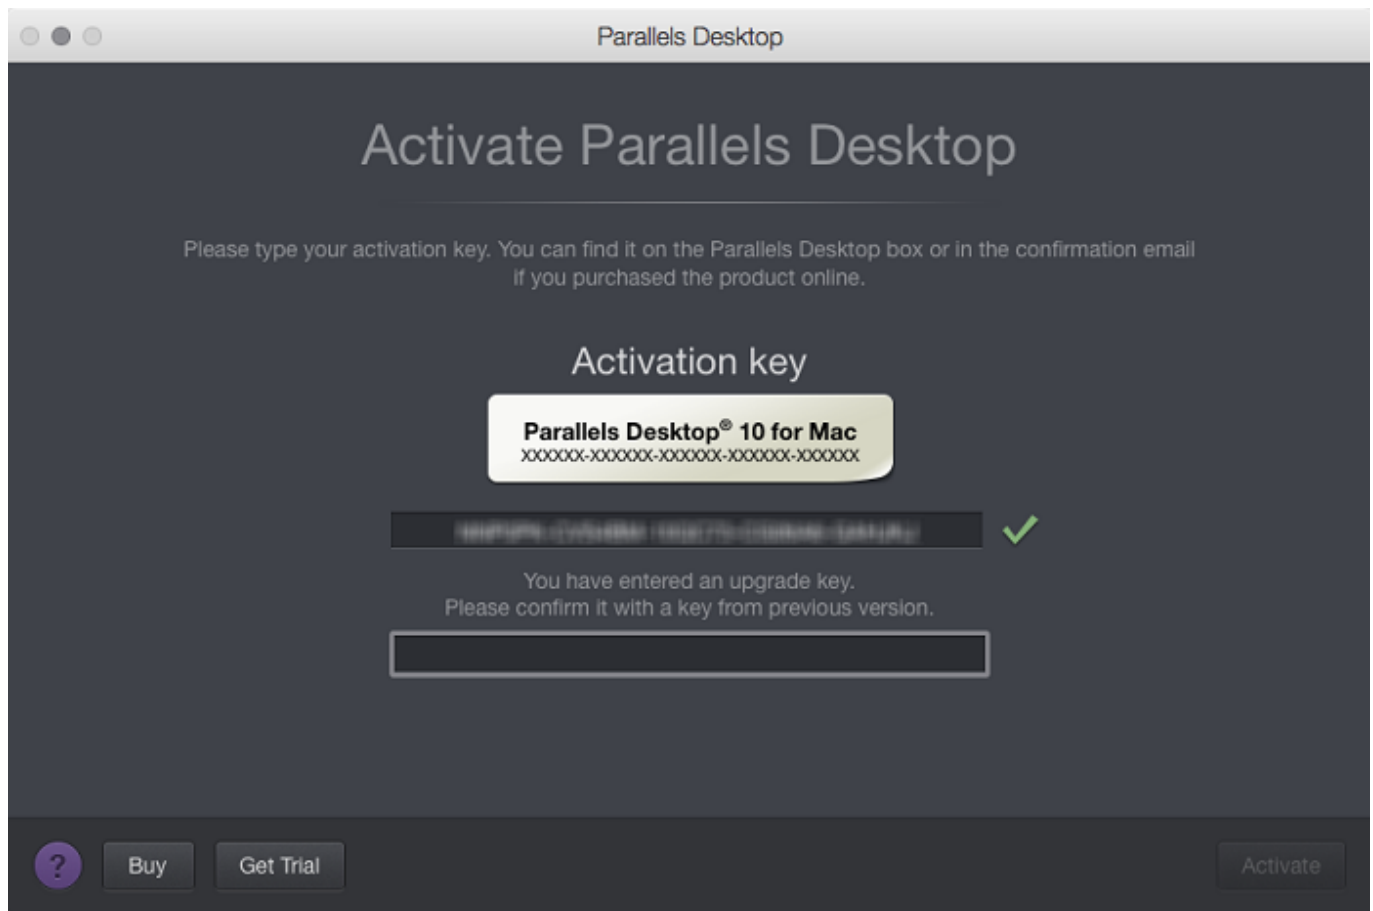 Parallels Desktop
Activate Parallels Desktop
Please type your activation key. You can find it on the Parallels Desktop box or in the confirmation email
if you purchased the product online.
Activation key
Parallels Desktop® 10 for Mac
XXXXXX-XXXXXX-XXXXXX-XXXXXX-XXXXXX
You have entered an upgrade key.
Please confirm it with a key from previous version.
? Buy Get Trial Activate